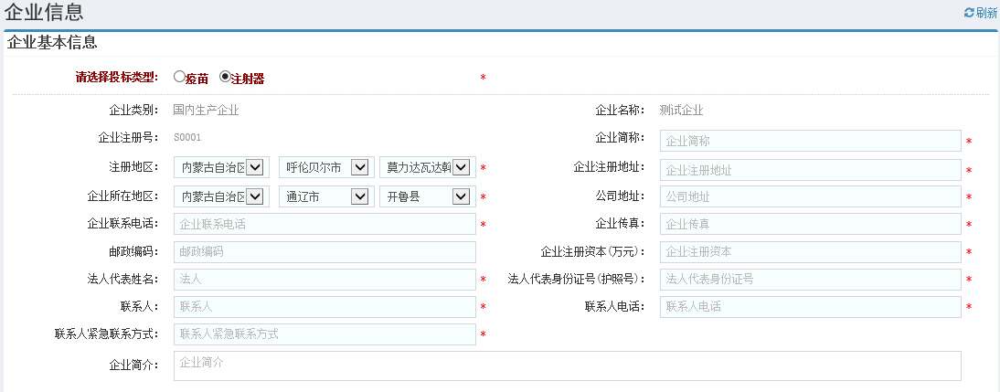 企业信息
刷新
企业基本信息
请选择投标类型: 疫苗 注射器 *
企业类别: 国内生产企业 企业名称: 测试企业
企业注册号: S0001 企业简称: 企业简称 *
注册地区: 内蒙古自治区 呼伦贝尔市 莫力达瓦达斡 * 企业注册地址: 企业注册地址 *
企业所在地区: 内蒙古自治区 通辽市 开鲁县 * 公司地址: 公司地址 *
企业联系电话: 企业联系电话 * 企业传真: 企业传真 *
邮政编码: 邮政编码 企业注册资本(万元): 企业注册资本 *
法人代表姓名: 法人 * 法人代表身份证号(护照号): 法人代表身份证号 *
联系人: 联系人 * 联系人电话: 联系人电话 *
联系人紧急联系方式: 联系人紧急联系方式 *
企业简介: 企业简介